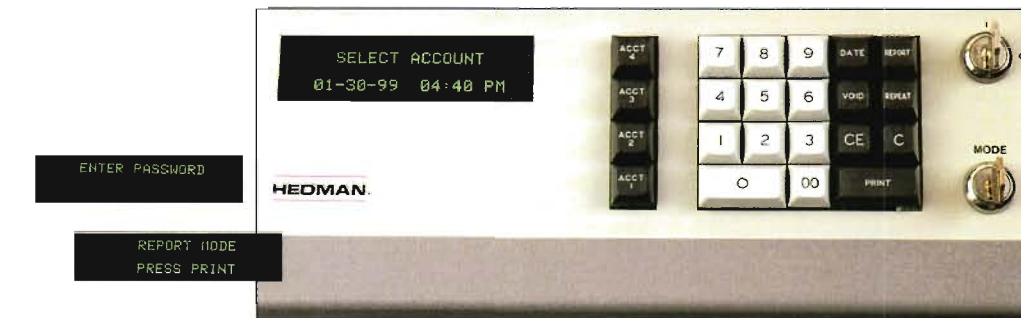 SELECT ACCOUNT
01-30-99 04:40 PM
ENTER PASSWORD
HEDMAN
REPORT MODE
PRESS PRINT
ACCT 4
ACCT 3
ACCT 2
ACCT 1
7 8 9 DATE REPORT
4 5 6 VOID REPEAT
1 2 3 CE C
0 00 PRINT
MODE